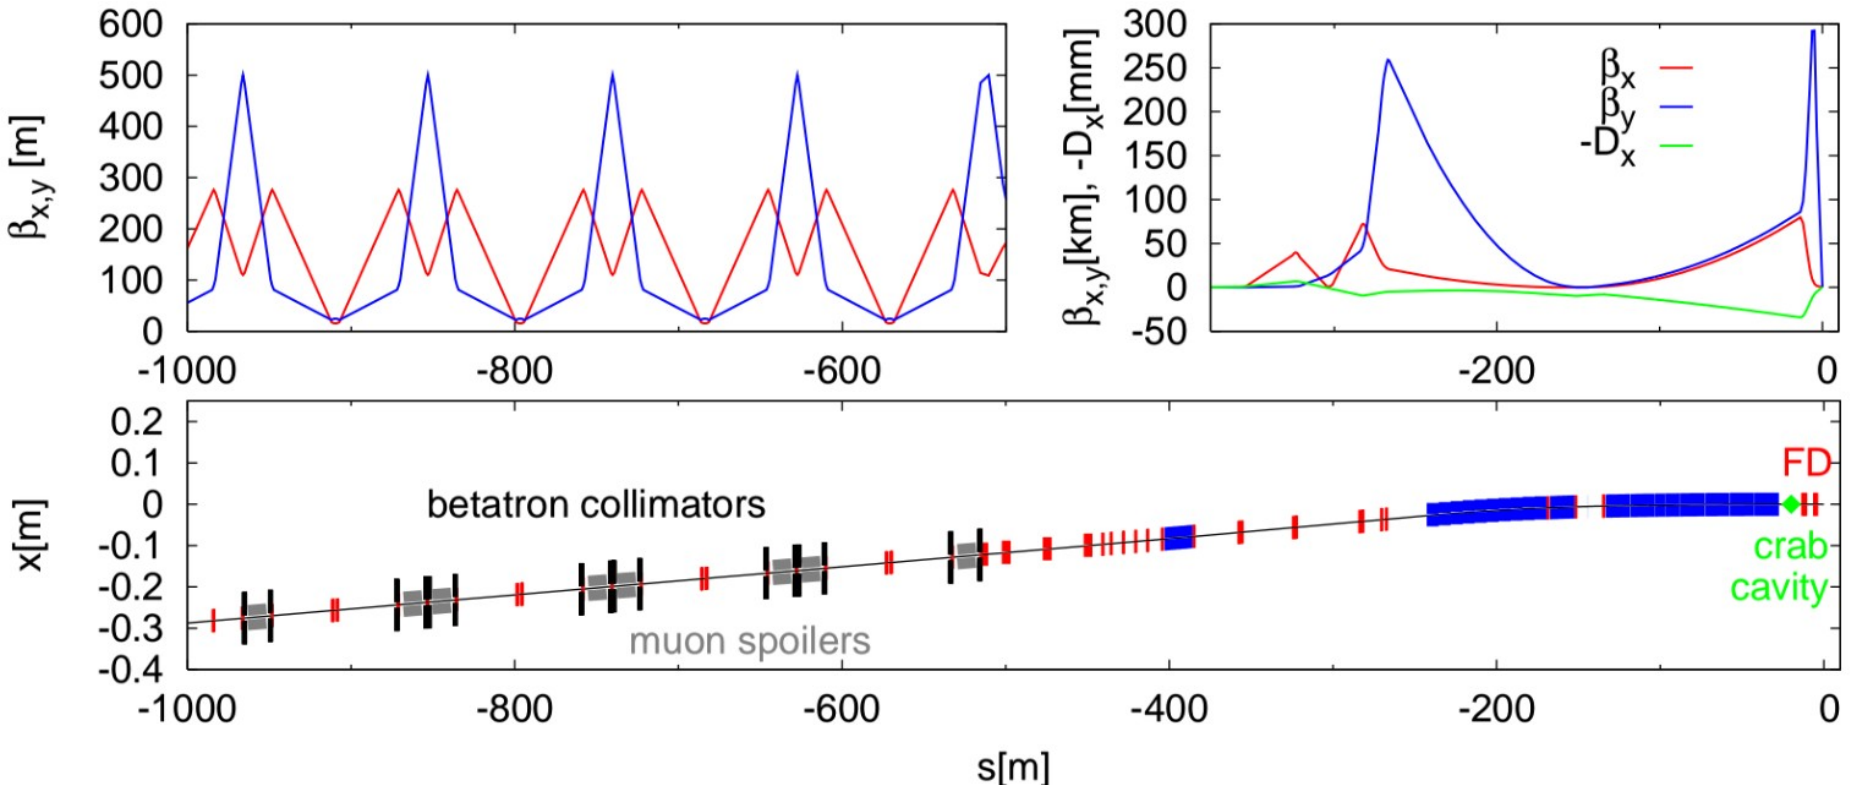 600
500
400
300
200
100
0
βx,y [m]
-1000
-800
-600
300
250
200
150
100
50
0
-50
βx,y[km], -Dx[mm]
βx
βy
-Dx
-200
0
0.2
0.1
0
-0.1
-0.2
-0.3
-0.4
x[m]
betatron collimators
muon spoilers
FD
crab
cavity
-1000
-800
-600
-400
-200
0
s[m]